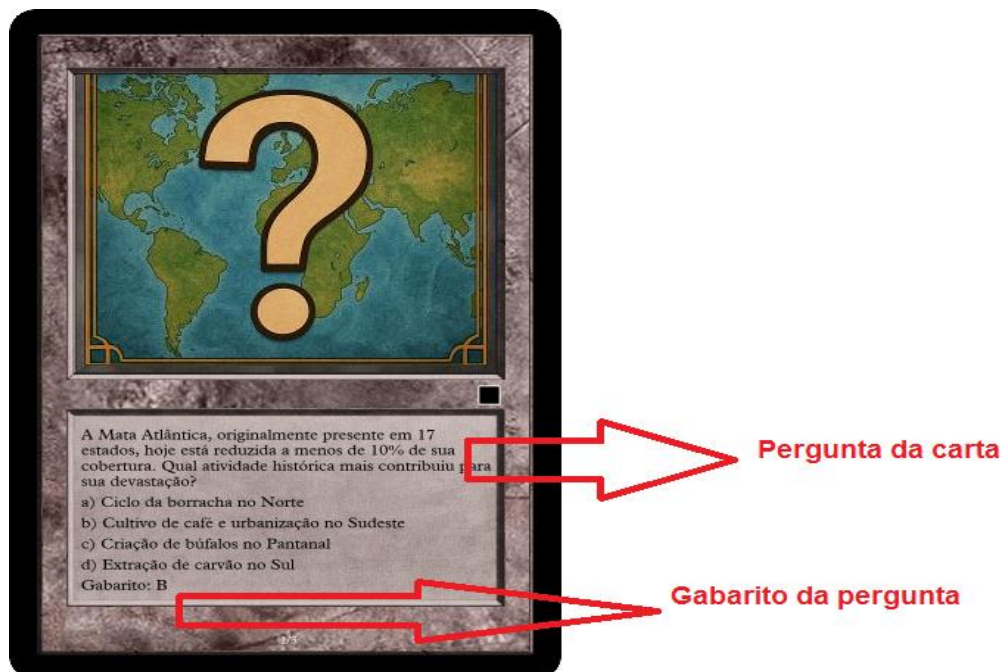 A Mata Atlântica, originalmente presente em 17
estados, hoje está reduzida a menos de 10% de sua
cobertura. Qual atividade histórica mais contribuiu para
sua devastação?
a) Ciclo da borracha no Norte
b) Cultivo de café e urbanização no Sudeste
c) Criação de búfalos no Pantanal
d) Extração de carvão no Sul
Gabarito: B
1/5
Pergunta da carta
Gabarito da pergunta